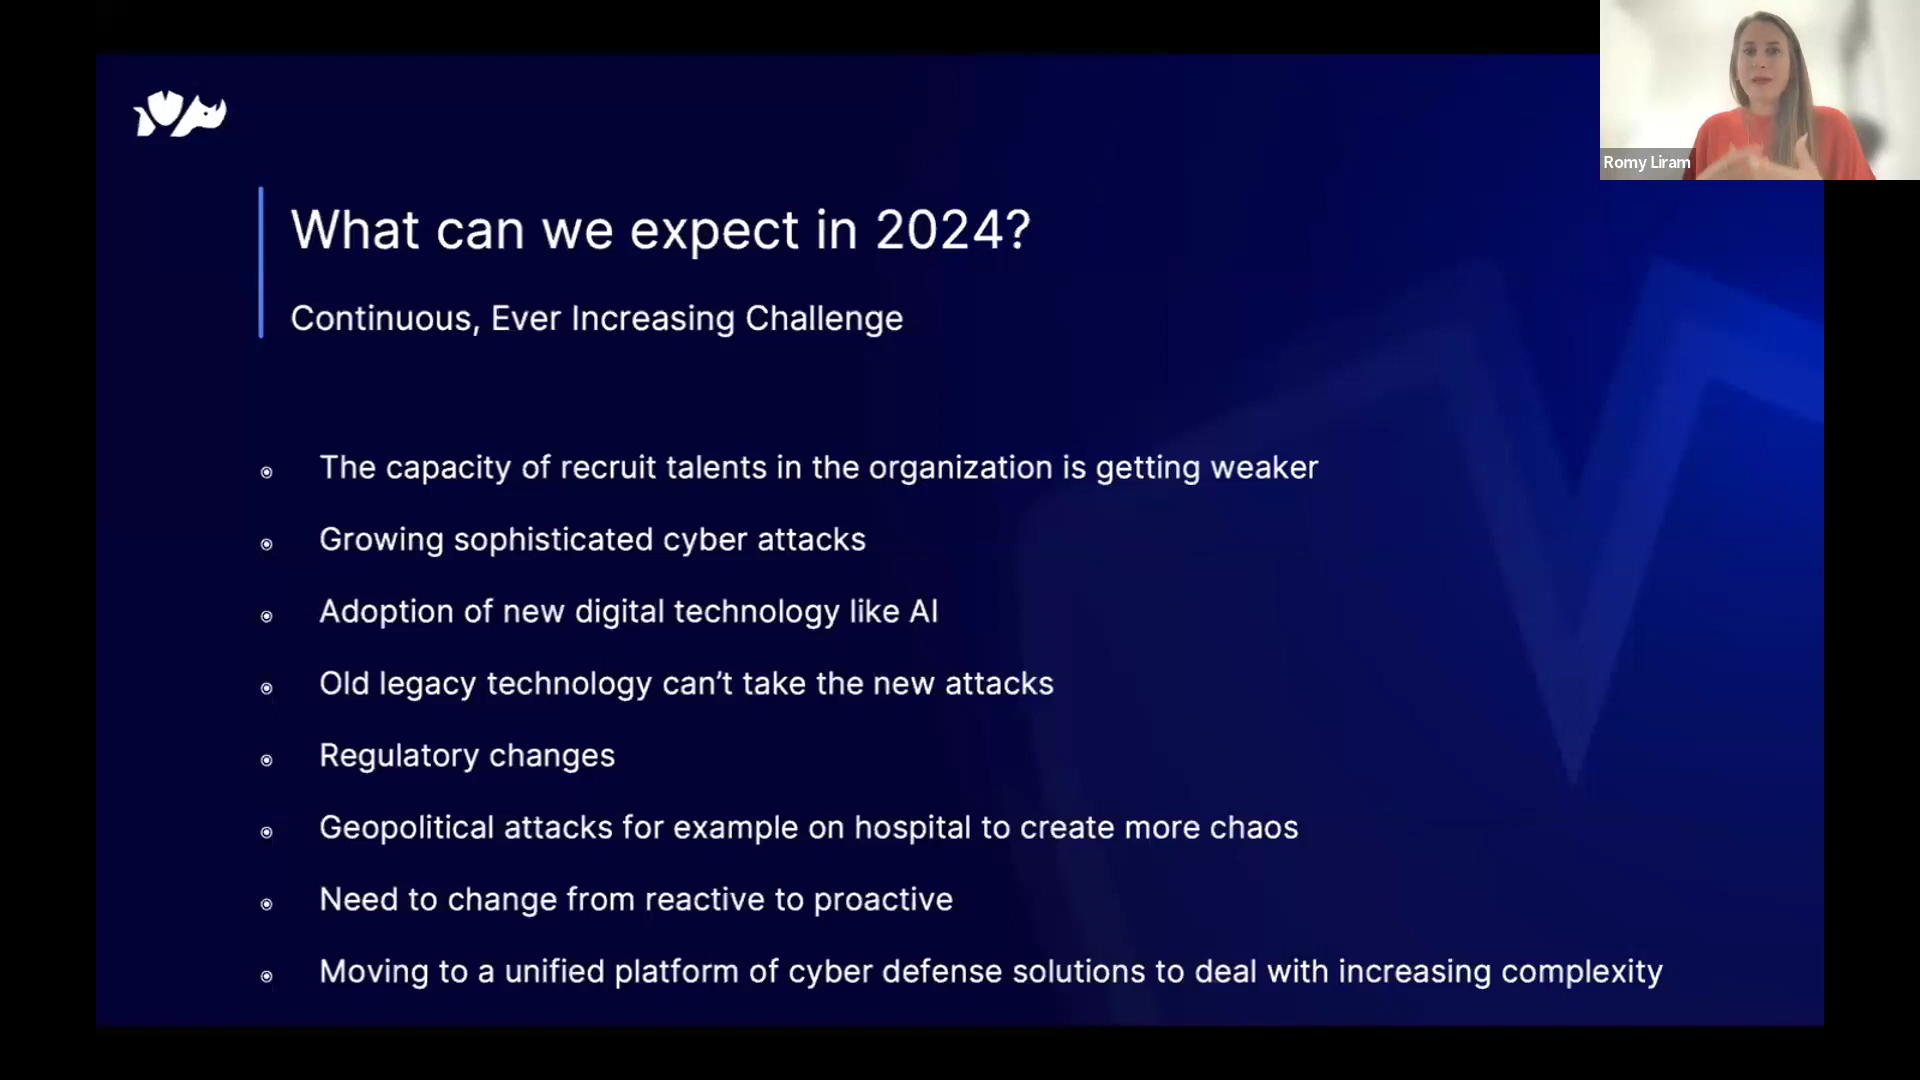 Romy Liram
What can we expect in 2024?
Continuous, Ever Increasing Challenge
The capacity of recruit talents in the organization is getting weaker
Growing sophisticated cyber attacks
Adoption of new digital technology like AI
Old legacy technology can’t take the new attacks
Regulatory changes
Geopolitical attacks for example on hospital to create more chaos
Need to change from reactive to proactive
Moving to a unified platform of cyber defense solutions to deal with increasing complexity